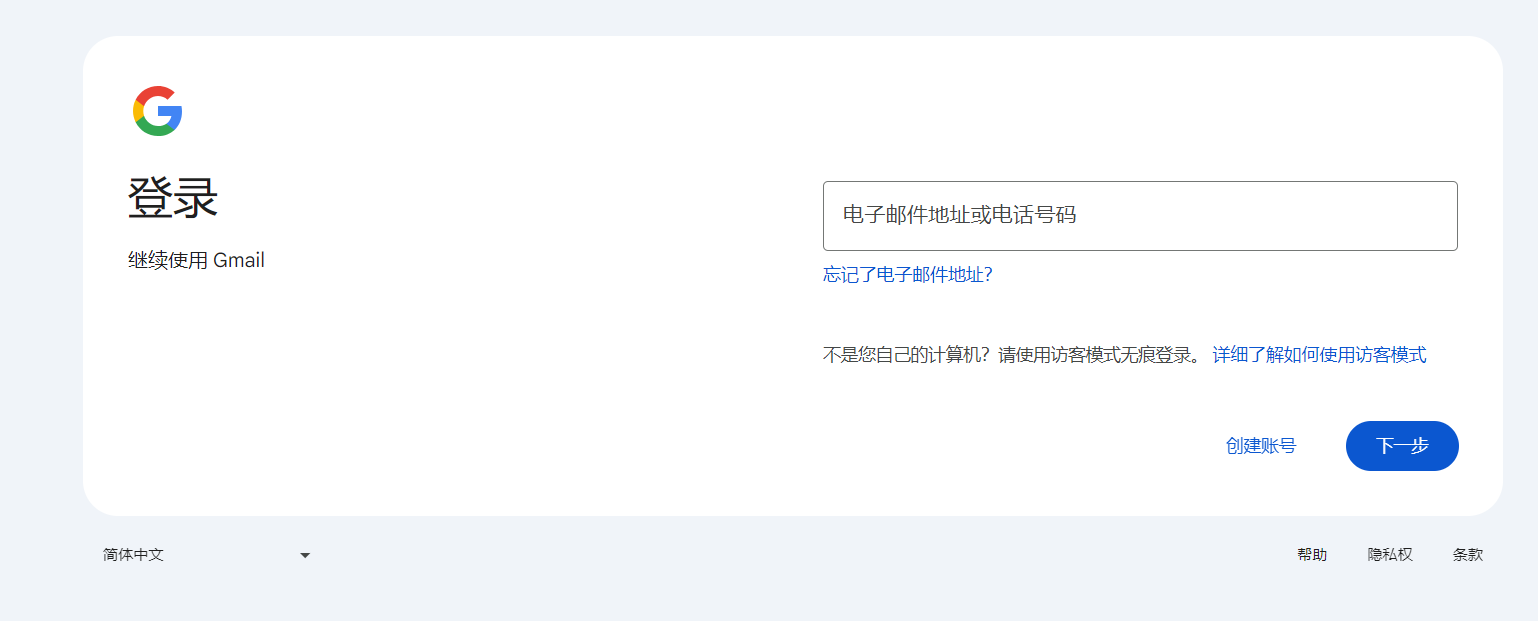 登录
继续使用 Gmail
电子邮件地址或电话号码
忘记了电子邮件地址?
不是您自己的计算机?请使用访客模式无痕登录。 详细了解如何使用访客模式
创建账号
下一步
简体中文
帮助 隐私权 条款